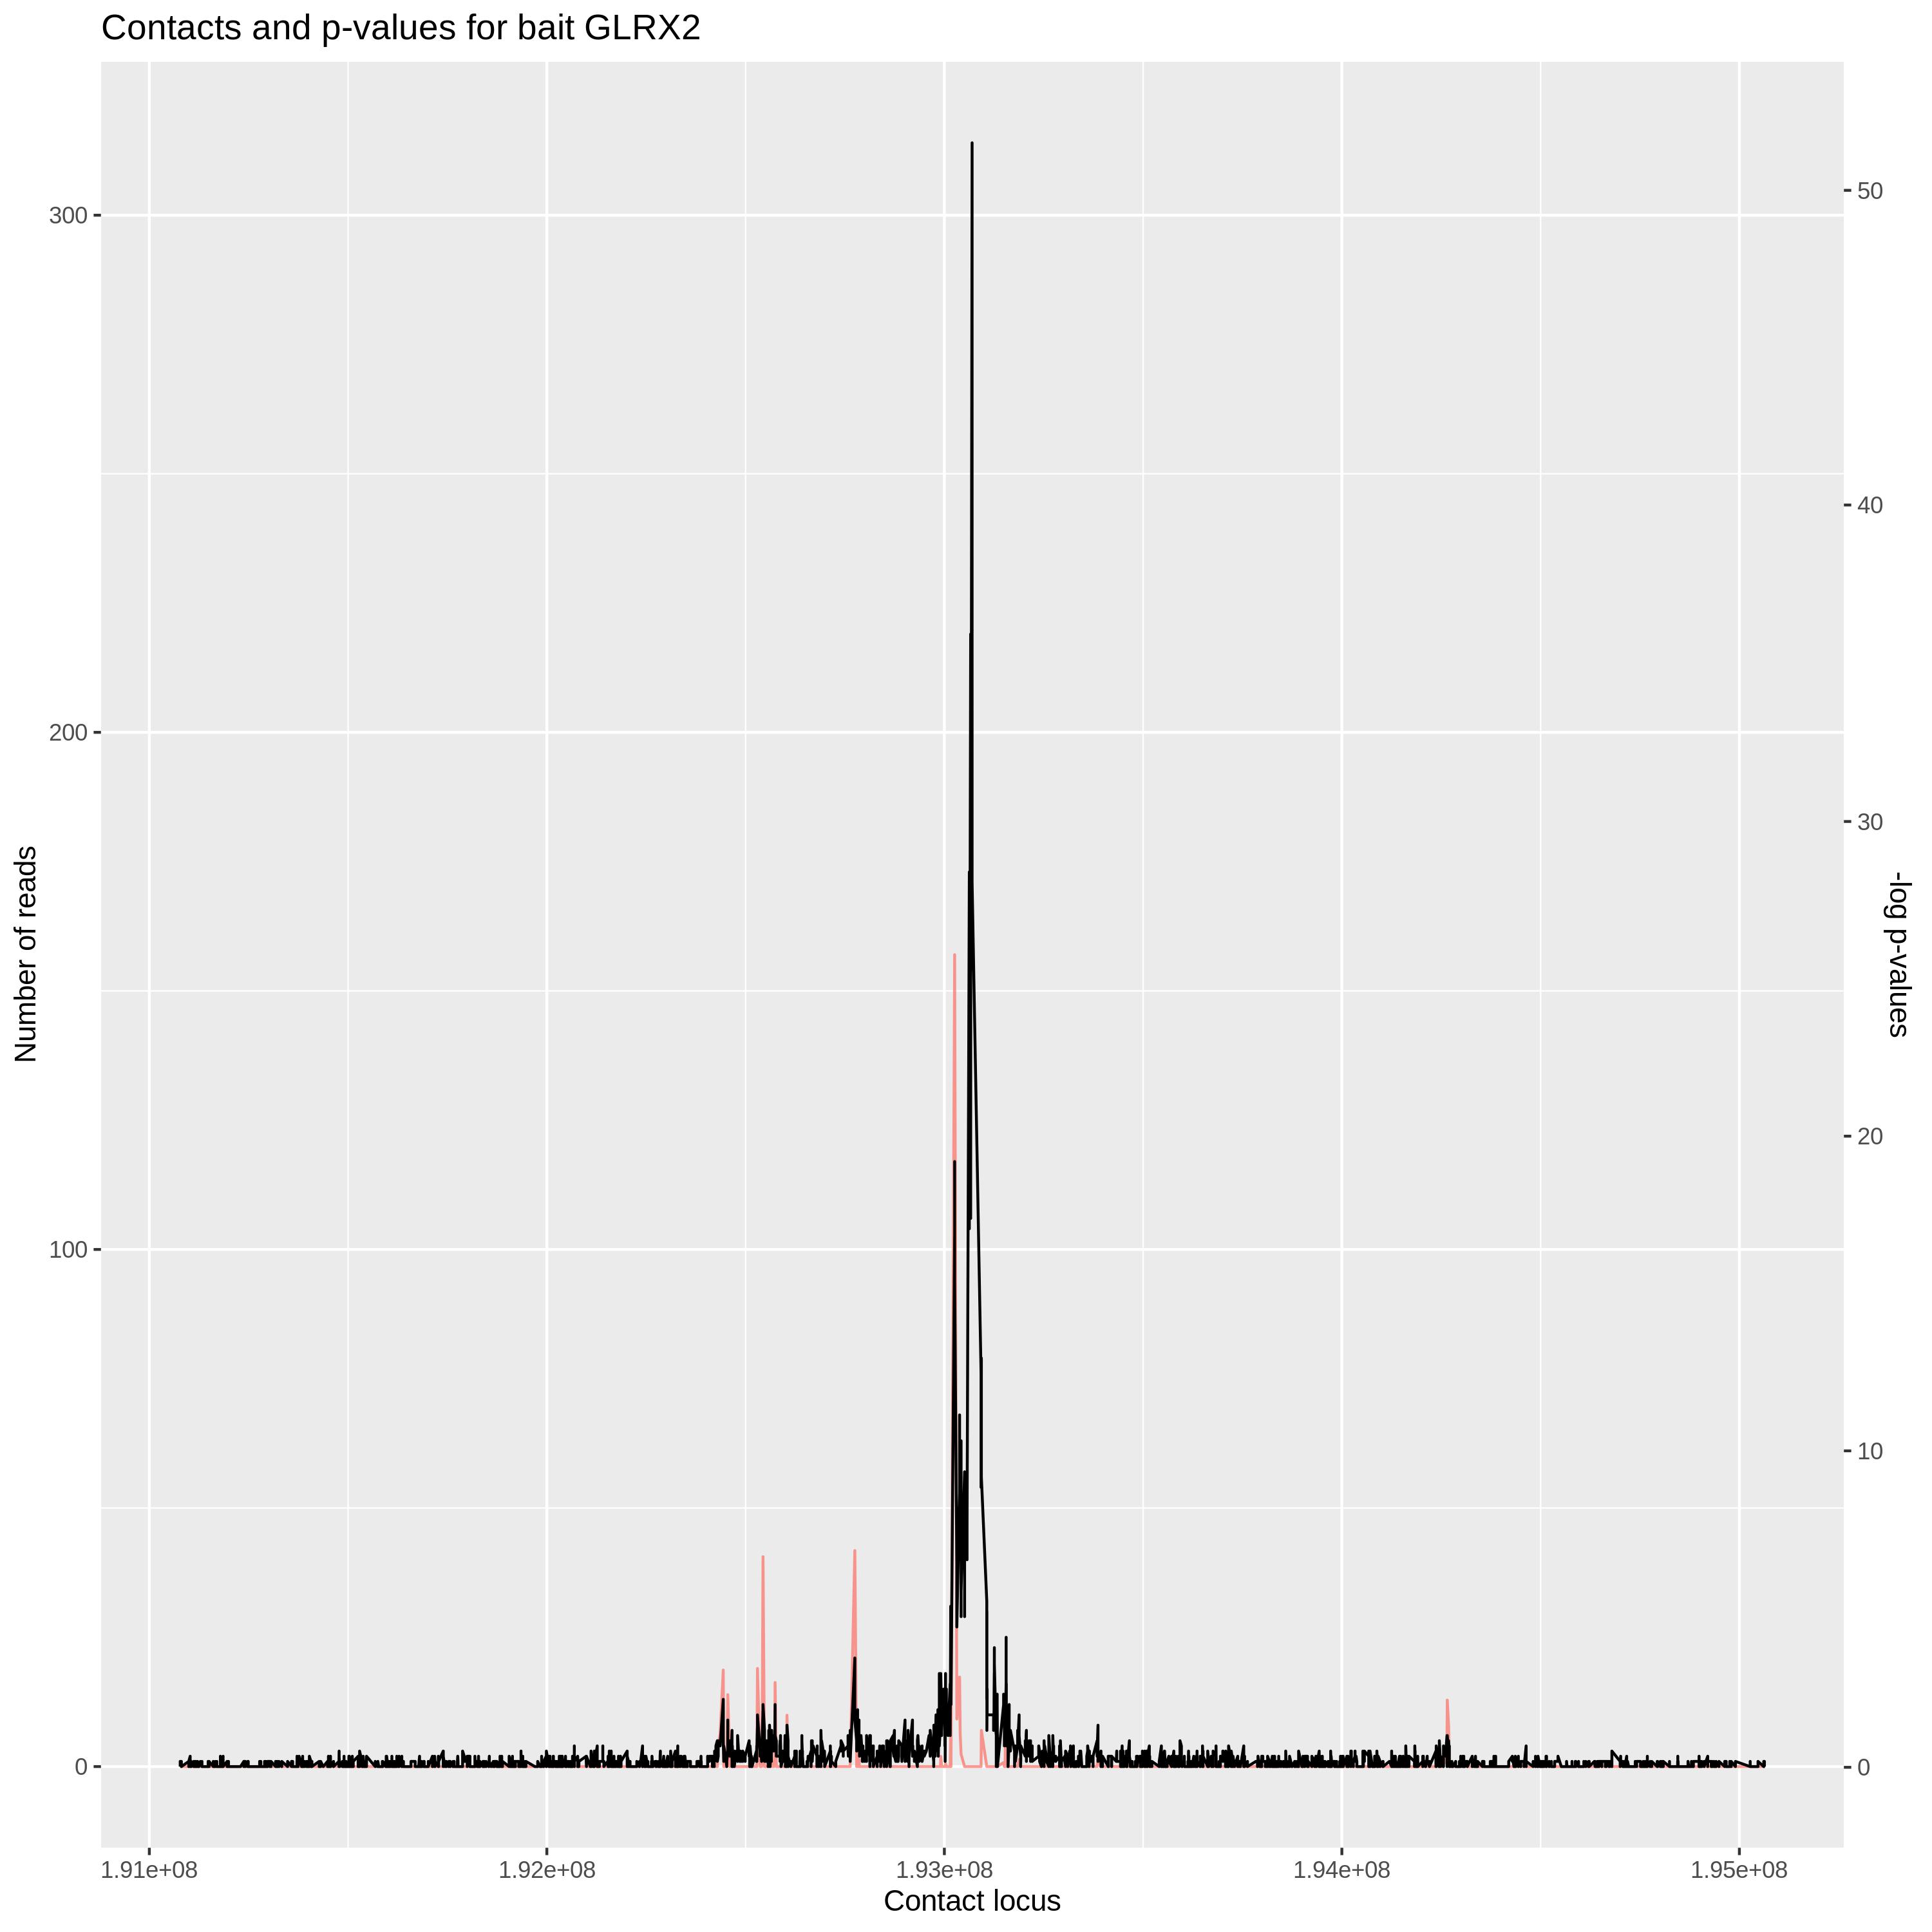 Contacts and p-values for bait GLRX2
300
200
100
0
Number of reads
50
40
30
20
10
0
-log p-values
1.91e+08 1.92e+08 1.93e+08 1.94e+08 1.95e+08
Contact locus